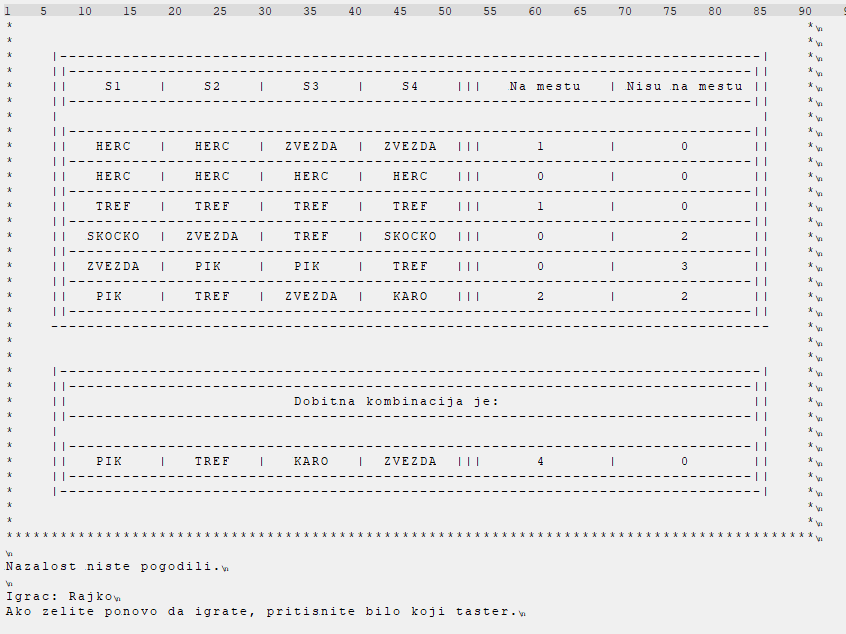 1 5 10 15 20 25 30 35 40 45 50 55 60 65 70 75 80 85 90
S1 | S2 | S3 | S4 ||| Na mestu | Nisu na mestu
HERC | HERC | ZVEZDA | ZVEZDA ||| 1 | 0
HERC | HERC | HERC | HERC ||| 0 | 0
TREF | TREF | TREF | TREF ||| 1 | 0
SKOCKO | ZVEZDA | TREF | SKOCKO ||| 0 | 2
ZVEZDA | PIK | PIK | TREF ||| 0 | 3
PIK | TREF | ZVEZDA | KARO ||| 2 | 2
Dobitna kombinacija je:
PIK | TREF | KARO | ZVEZDA ||| 4 | 0
Nazalost niste pogodili.\n
\n
Igrac: Rajko\n
Ako zelite ponovo da igrate, pritisnite bilo koji taster.\n